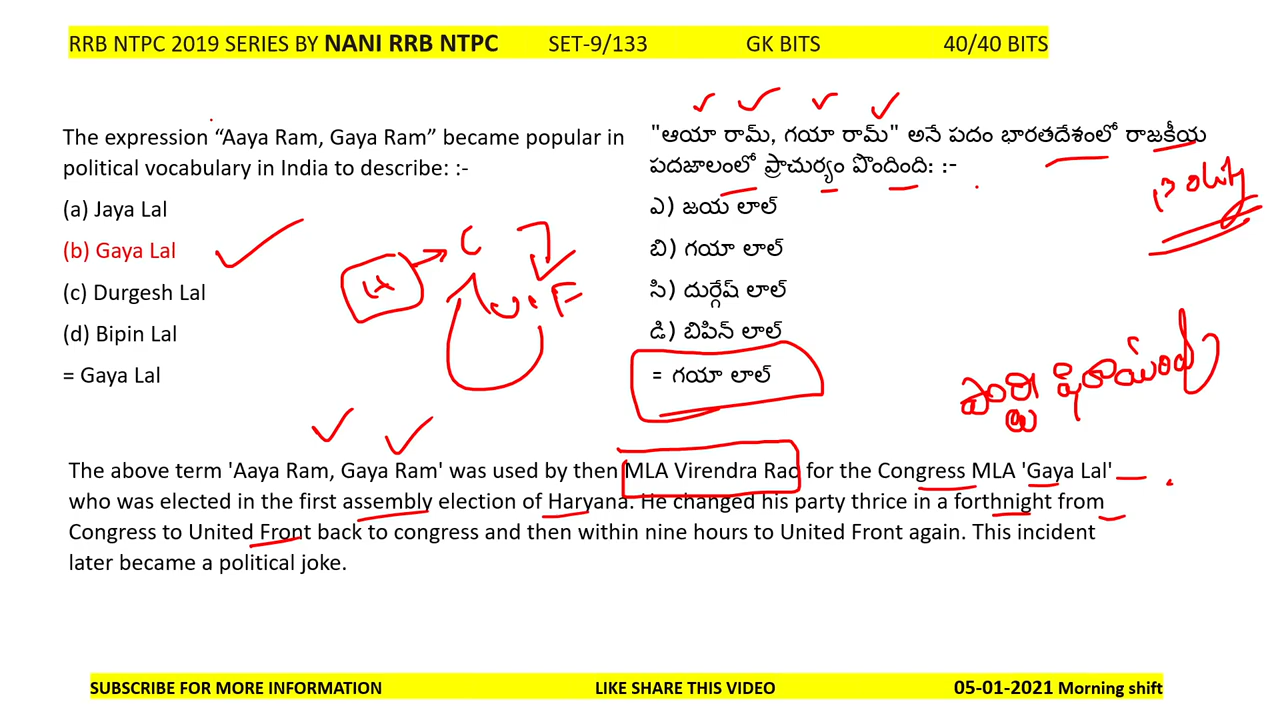 RRB NTPC 2019 SERIES BY NANI RRB NTPC SET-9/133 GK BITS 40/40 BITS
The expression “Aaya Ram, Gaya Ram” became popular in
political vocabulary in India to describe: :-
(a) Jaya Lal
(b) Gaya Lal
(c) Durgesh Lal
(d) Bipin Lal
= Gaya Lal
"ఆయా రామ్, గయా రామ్" అనే పదం భారతదేశంలో రాజకీయ
పదజాలంలో ప్రాచుర్యం పొందింది: :-
ఎ) జయ లాల్
బి) గయా లాల్
సి) దుర్గేష్ లాల్
డి) బిపిన్ లాల్
= గయా లాల్
polity
H C
U.F
The above term 'Aaya Ram, Gaya Ram' was used by then MLA Virendra Rao for the Congress MLA 'Gaya Lal'
who was elected in the first assembly election of Haryana. He changed his party thrice in a forthnight from
Congress to United Front back to congress and then within nine hours to United Front again. This incident
later became a political joke.
SUBSCRIBE FOR MORE INFORMATION LIKE SHARE THIS VIDEO 05-01-2021 Morning shift